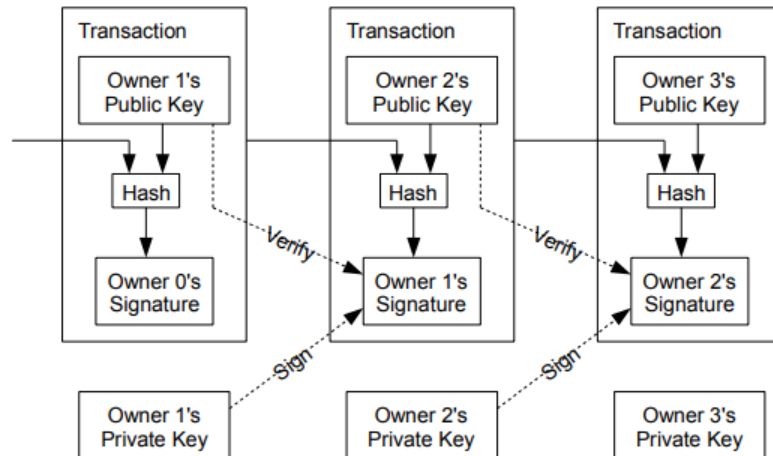 Transaction
Owner 1's
Public Key
Hash
Owner 0's
Signature
Transaction
Owner 2's
Public Key
Hash
Verify
Owner 1's
Signature
Sign
Transaction
Owner 3's
Public Key
Hash
Verify
Owner 2's
Signature
Sign
Owner 1's
Private Key
Owner 2's
Private Key
Owner 3's
Private Key